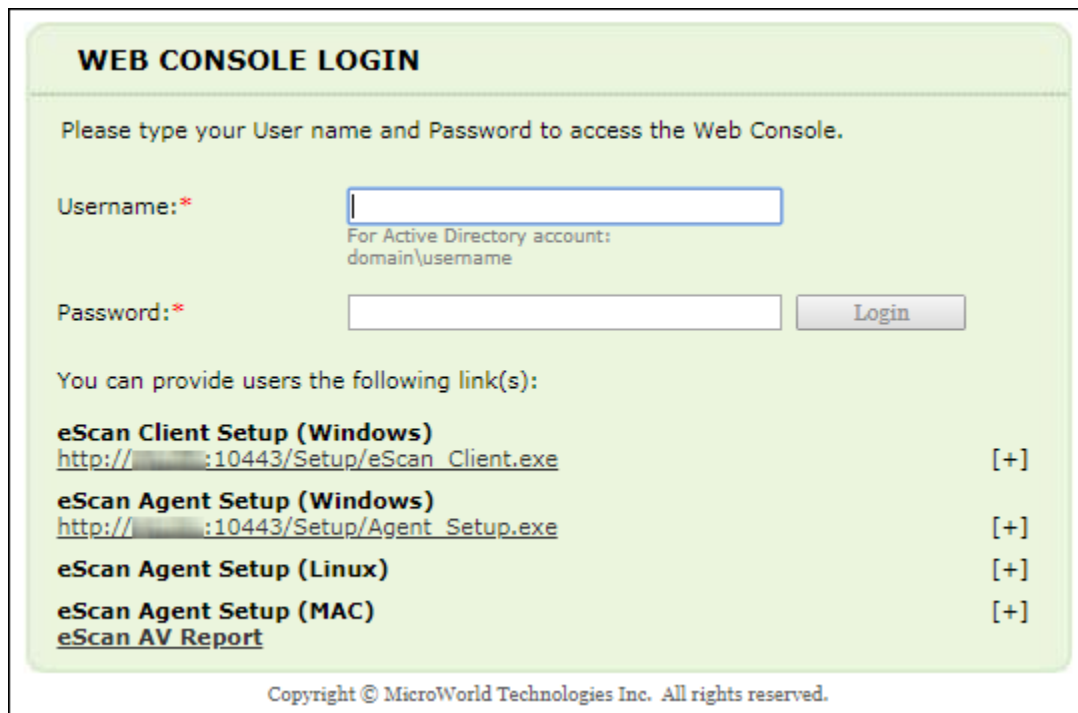 WEB CONSOLE LOGIN
Please type your User name and Password to access the Web Console.
Username:*
For Active Directory account:
domain\username
Password:*
Login
You can provide users the following link(s):
eScan Client Setup (Windows)
http:// :10443/Setup/eScan_Client.exe [+]
eScan Agent Setup (Windows)
http:// :10443/Setup/Agent_Setup.exe [+]
eScan Agent Setup (Linux) [+]
eScan Agent Setup (MAC) [+]
eScan AV Report
Copyright © MicroWorld Technologies Inc. All rights reserved.